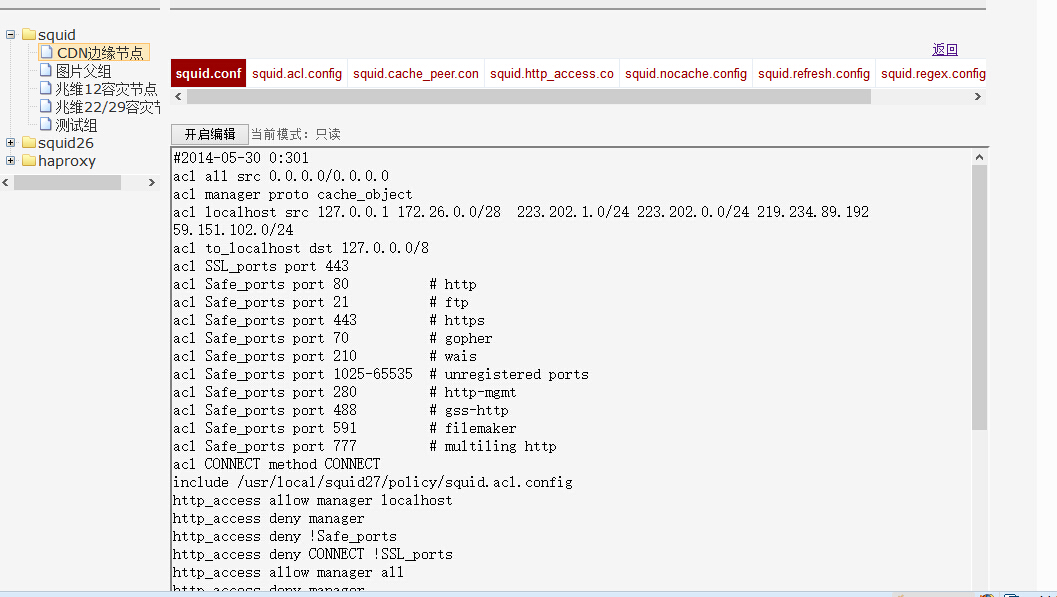 squid
CDN边缘节点
图片父组
兆维12容灾节点
兆维22/29容灾
测试组
squid26
haproxy
返回
squid.conf squid.acl.config squid.cache_peer.con squid.http_access.co squid.nocache.config squid.refresh.config squid.regex.config
开启编辑 当前模式：只读
#2014-05-30 0:301
acl all src 0.0.0.0/0.0.0.0
acl manager proto cache_object
acl localhost src 127.0.0.1 172.26.0.0/28  223.202.1.0/24 223.202.0.0/24 219.234.89.192
59.151.102.0/24
acl to_localhost dst 127.0.0.0/8
acl SSL_ports port 443
acl Safe_ports port 80          # http
acl Safe_ports port 21          # ftp
acl Safe_ports port 443         # https
acl Safe_ports port 70          # gopher
acl Safe_ports port 210         # wais
acl Safe_ports port 1025-65535  # unregistered ports
acl Safe_ports port 280         # http-mgmt
acl Safe_ports port 488         # gss-http
acl Safe_ports port 591         # filemaker
acl Safe_ports port 777         # multiling http
acl CONNECT method CONNECT
include /usr/local/squid27/policy/squid.acl.config
http_access allow manager localhost
http_access deny manager
http_access deny !Safe_ports
http_access deny CONNECT !SSL_ports
http_access allow manager all
http_access deny manager